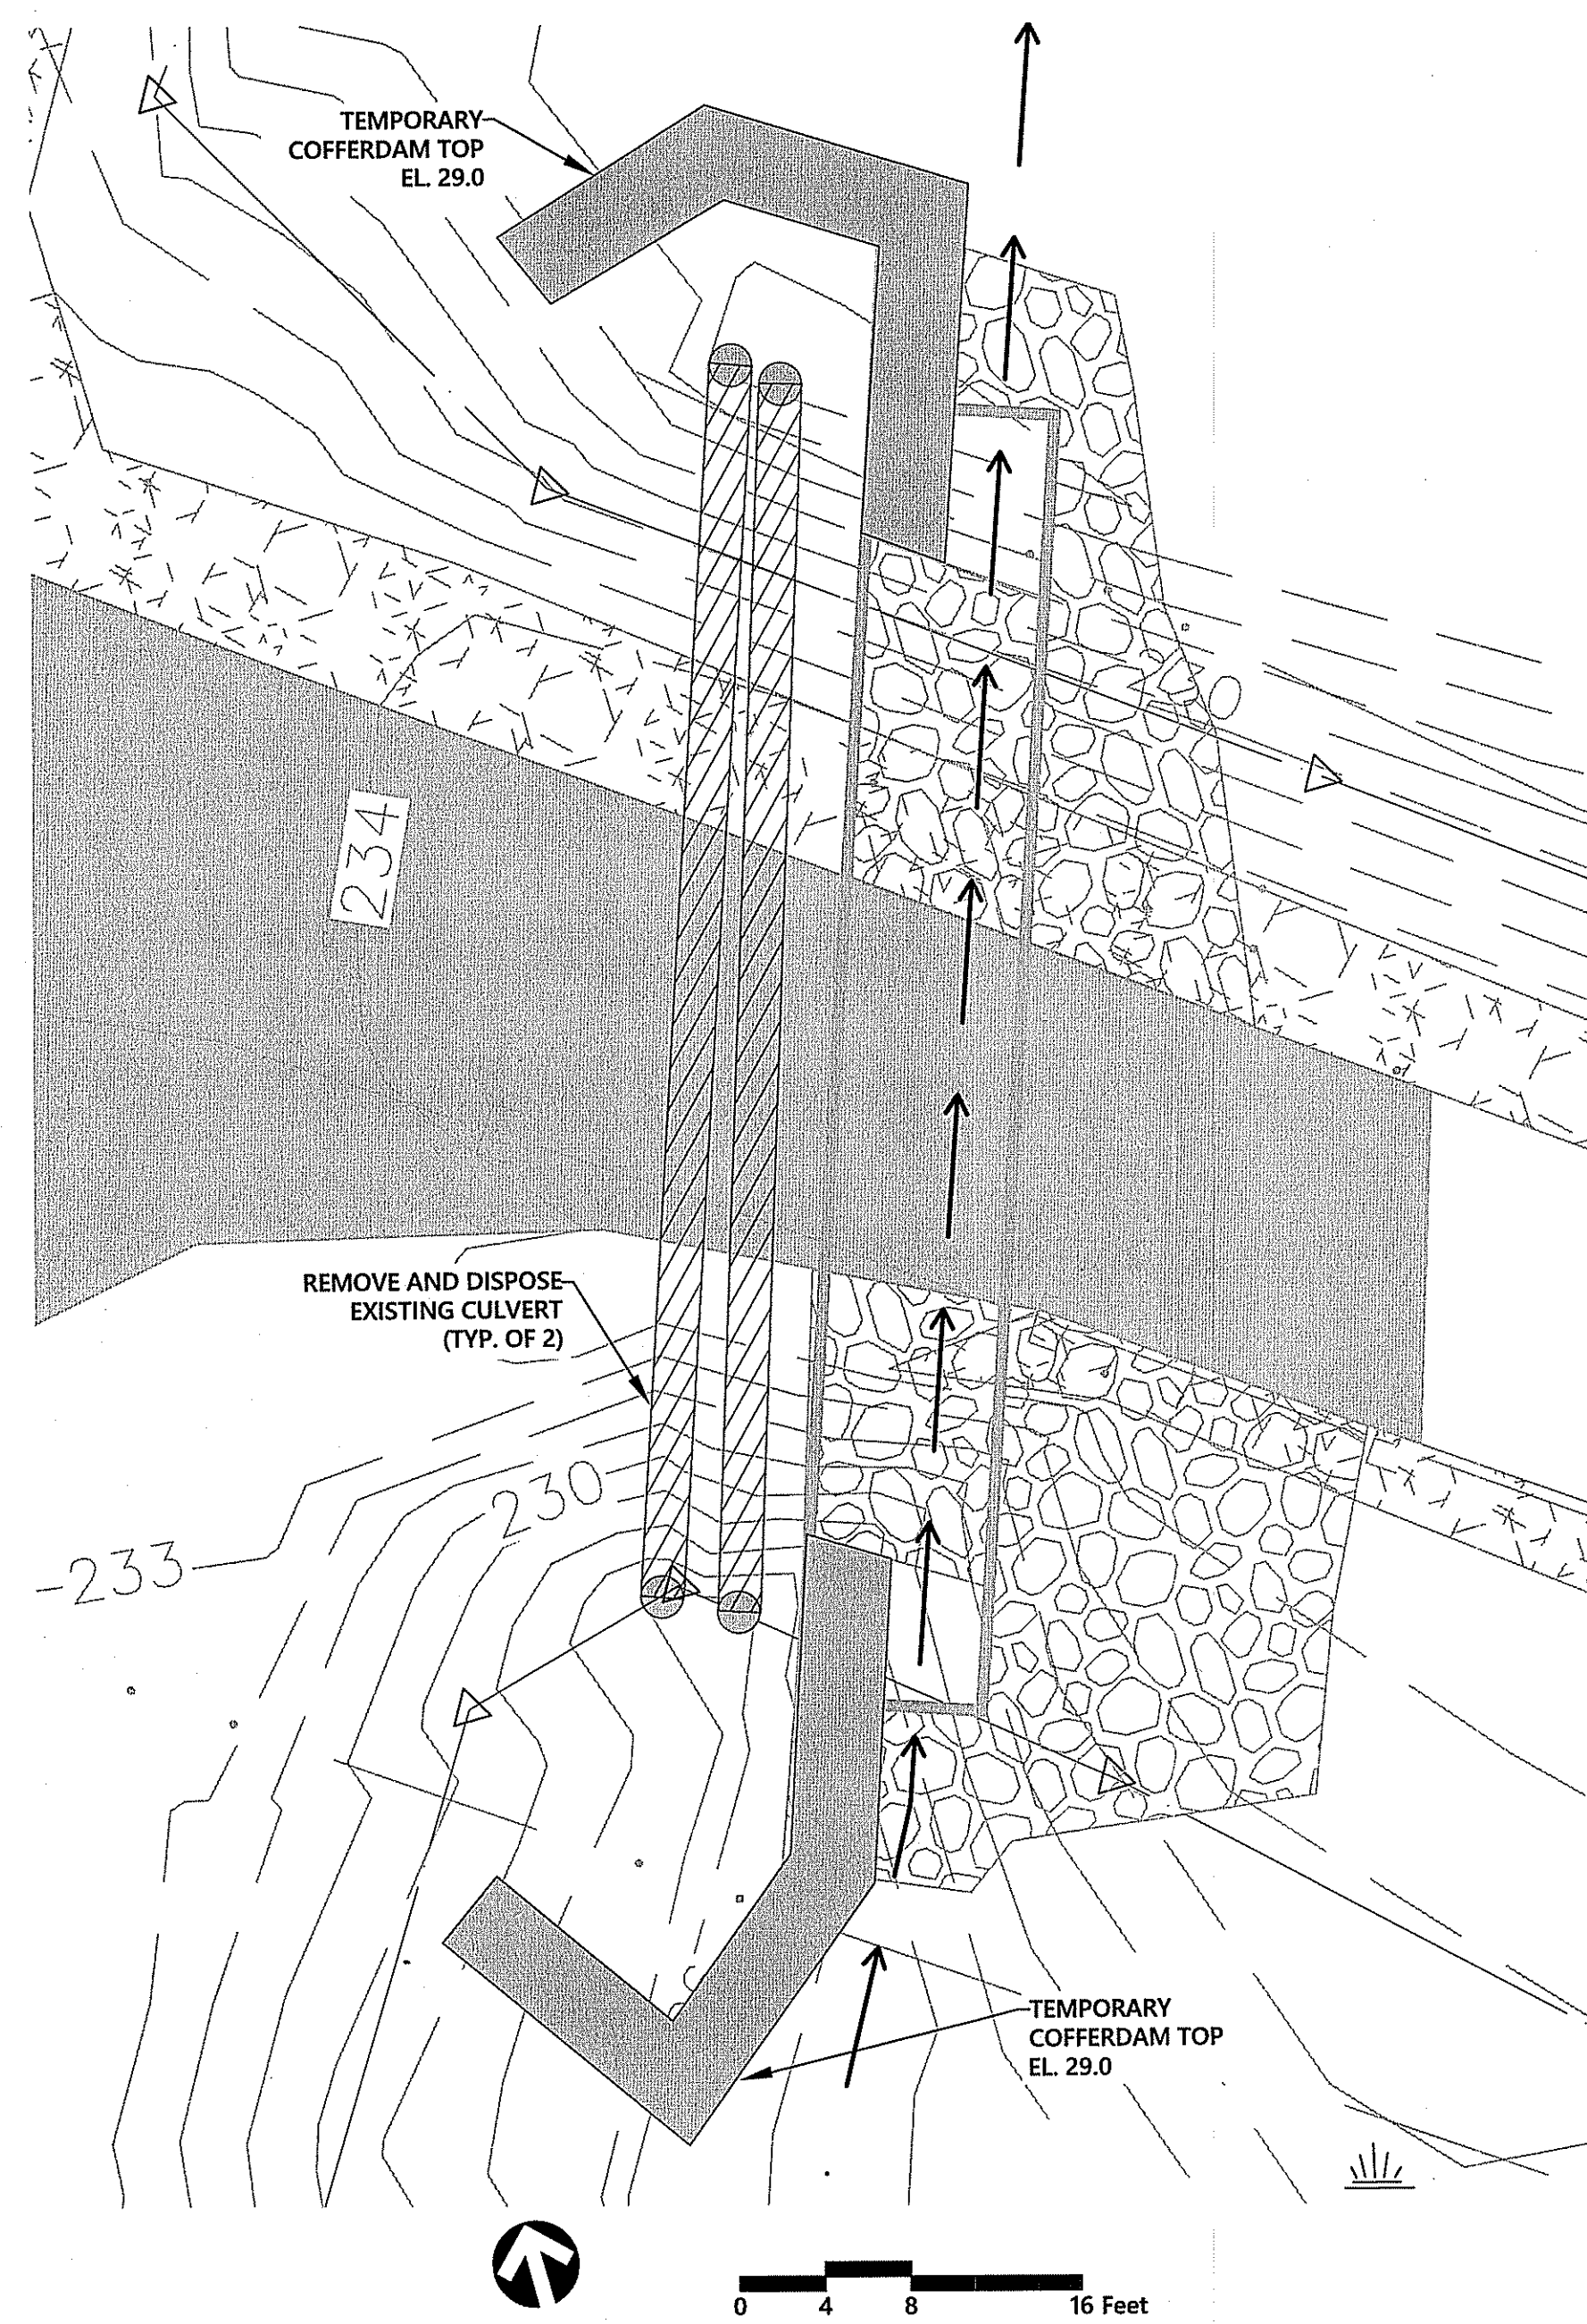 TEMPORARY
COFFERDAM TOP
EL. 29.0
234
REMOVE AND DISPOSE
EXISTING CULVERT
(TYP. OF 2)
230
-233
TEMPORARY
COFFERDAM TOP
EL. 29.0
0 4 8 16 Feet